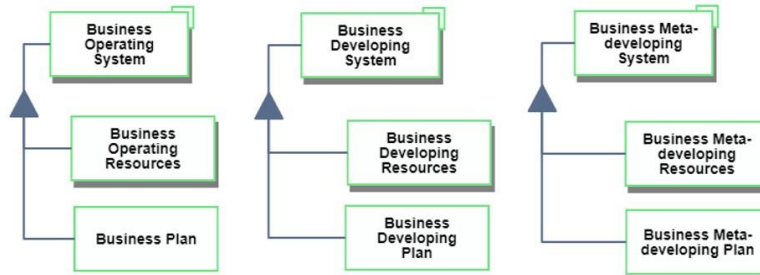 Business
Operating
System
Business
Operating
Resources
Business Plan
Business
Developing
System
Business
Developing
Resources
Business
Developing
Plan
Business Meta-
developing
System
Business Meta-
developing
Resources
Business Meta-
developing Plan